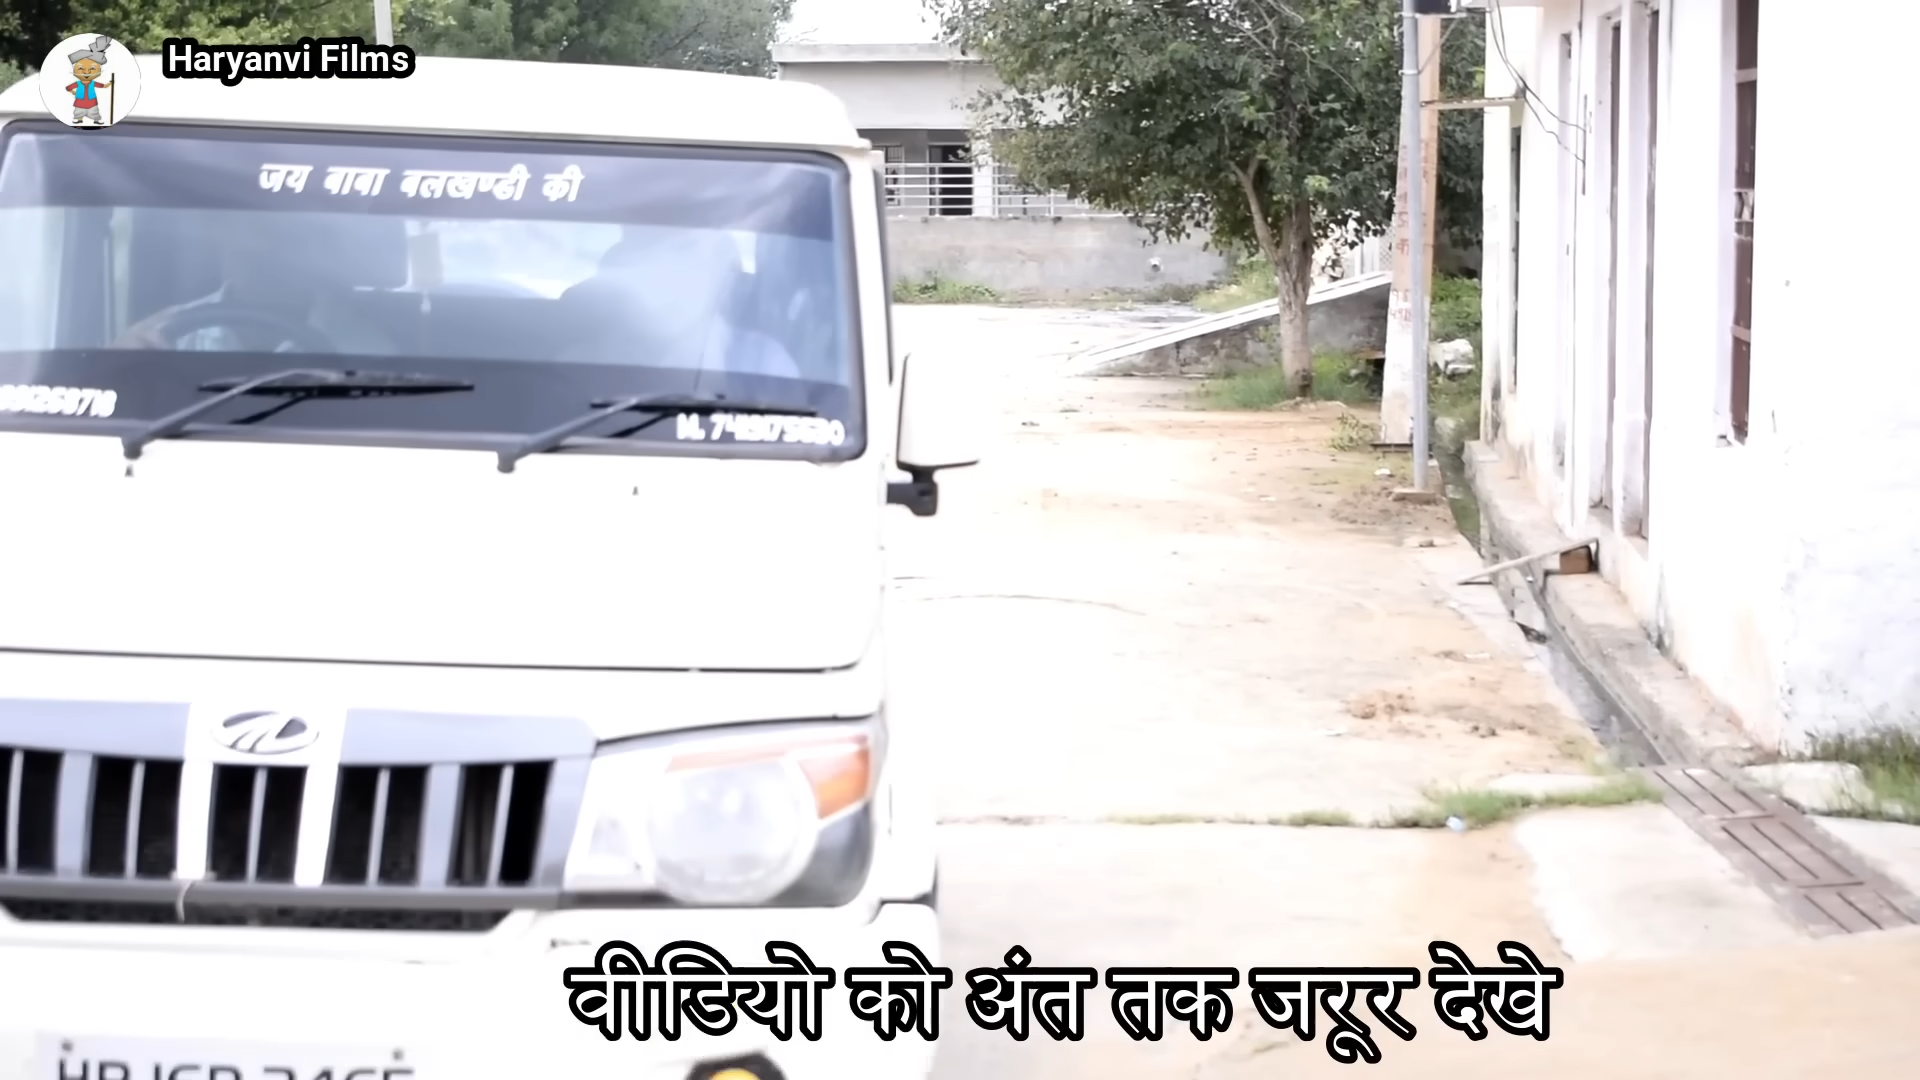 Haryanvi Films
जय बाबा बलखण्डी की
वीडियो को अंत तक जरूर देखे